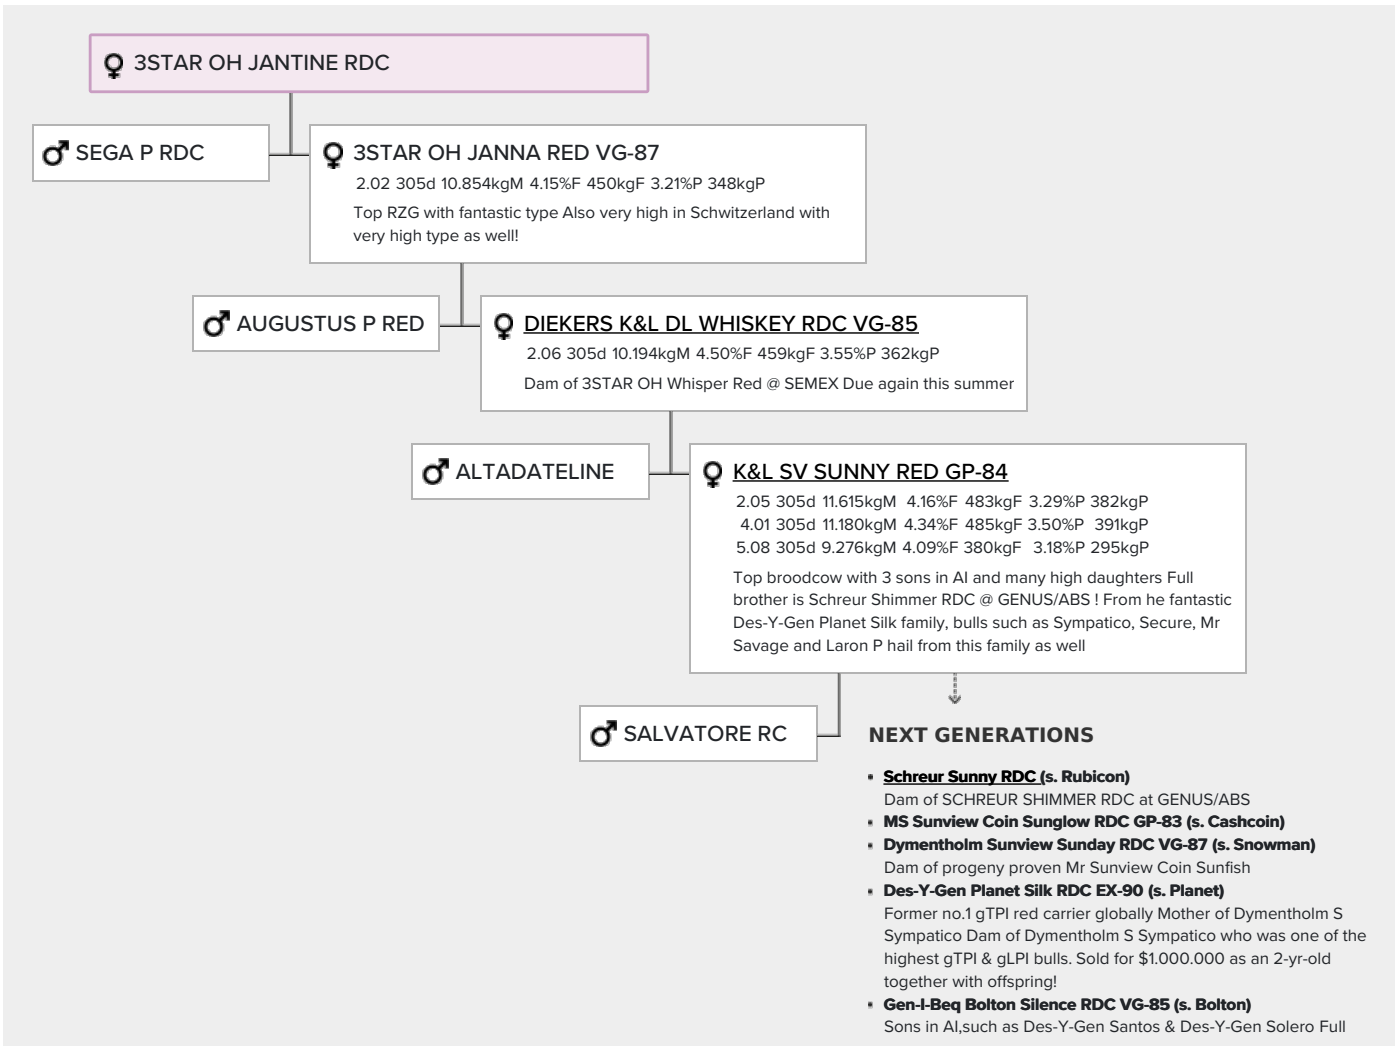 3STAR OH JANTINE RDC
SEGA P RDC
3STAR OH JANNA RED VG-87
2.02 305d 10.854kgM 4.15%F 450kgF 3.21%P 348kgP
Top RZG with fantastic type Also very high in Schwitzerland with
very high type as well!
AUGUSTUS P RED
DIEKERS K&L DL WHISKEY RDC VG-85
2.06 305d 10.194kgM 4.50%F 459kgF 3.55%P 362kgP
Dam of 3STAR OH Whisper Red @ SEMEX Due again this summer
ALTADATELINE
K&L SV SUNNY RED GP-84
2.05 305d 11.615kgM 4.16%F 483kgF 3.29%P 382kgP
4.01 305d 11.180kgM 4.34%F 485kgF 3.50%P 391kgP
5.08 305d 9.276kgM 4.09%F 380kgF 3.18%P 295kgP
Top broodcow with 3 sons in AI and many high daughters Full
brother is Schreur Shimmer RDC @ GENUS/ABS ! From he fantastic
Des-Y-Gen Planet Silk family, bulls such as Sympatico, Secure, Mr
Savage and Laron P hail from this family as well
SALVATORE RC
NEXT GENERATIONS
Schreur Sunny RDC (s. Rubicon)
Dam of SCHREUR SHIMMER RDC at GENUS/ABS
MS Sunview Coin Sunglow RDC GP-83 (s. Cashcoin)
Dymentholm Sunview Sunday RDC VG-87 (s. Snowman)
Dam of progeny proven Mr Sunview Coin Sunfish
Des-Y-Gen Planet Silk RDC EX-90 (s. Planet)
Former no.1 gTPI red carrier globally Mother of Dymentholm S
Sympatico Dam of Dymentholm S Sympatico who was one of the
highest gTPI & gLPI bulls. Sold for $1.000.000 as an 2-yr-old
together with offspring!
Gen-I-Beq Bolton Silence RDC VG-85 (s. Bolton)
Sons in AI,such as Des-Y-Gen Santos & Des-Y-Gen Solero Full